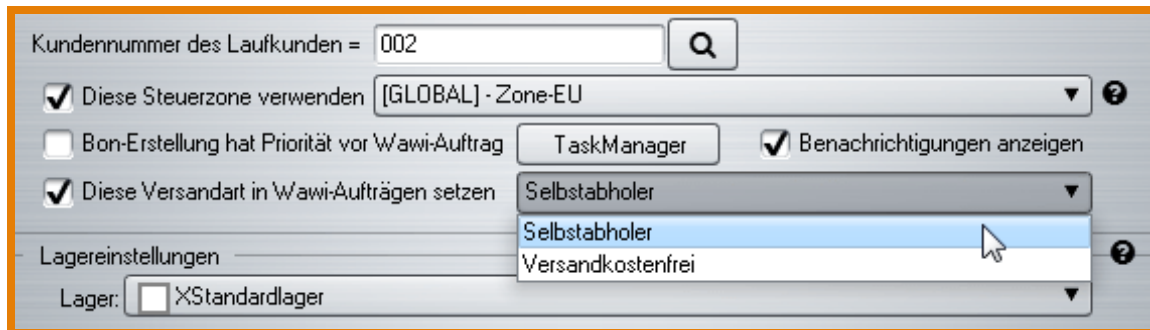 Kundennummer des Laufkunden = 002
Diese Steuerzone verwenden [GLOBAL] - Zone-EU
Bon-Erstellung hat Priorität vor Wawi-Auftrag TaskManager Benachrichtigungen anzeigen
Diese Versandart in Wawi-Aufträgen setzen Selbstabholer
Selbstabholer
Versandkostenfrei
Lagereinstellungen
Lager: XStandardlager